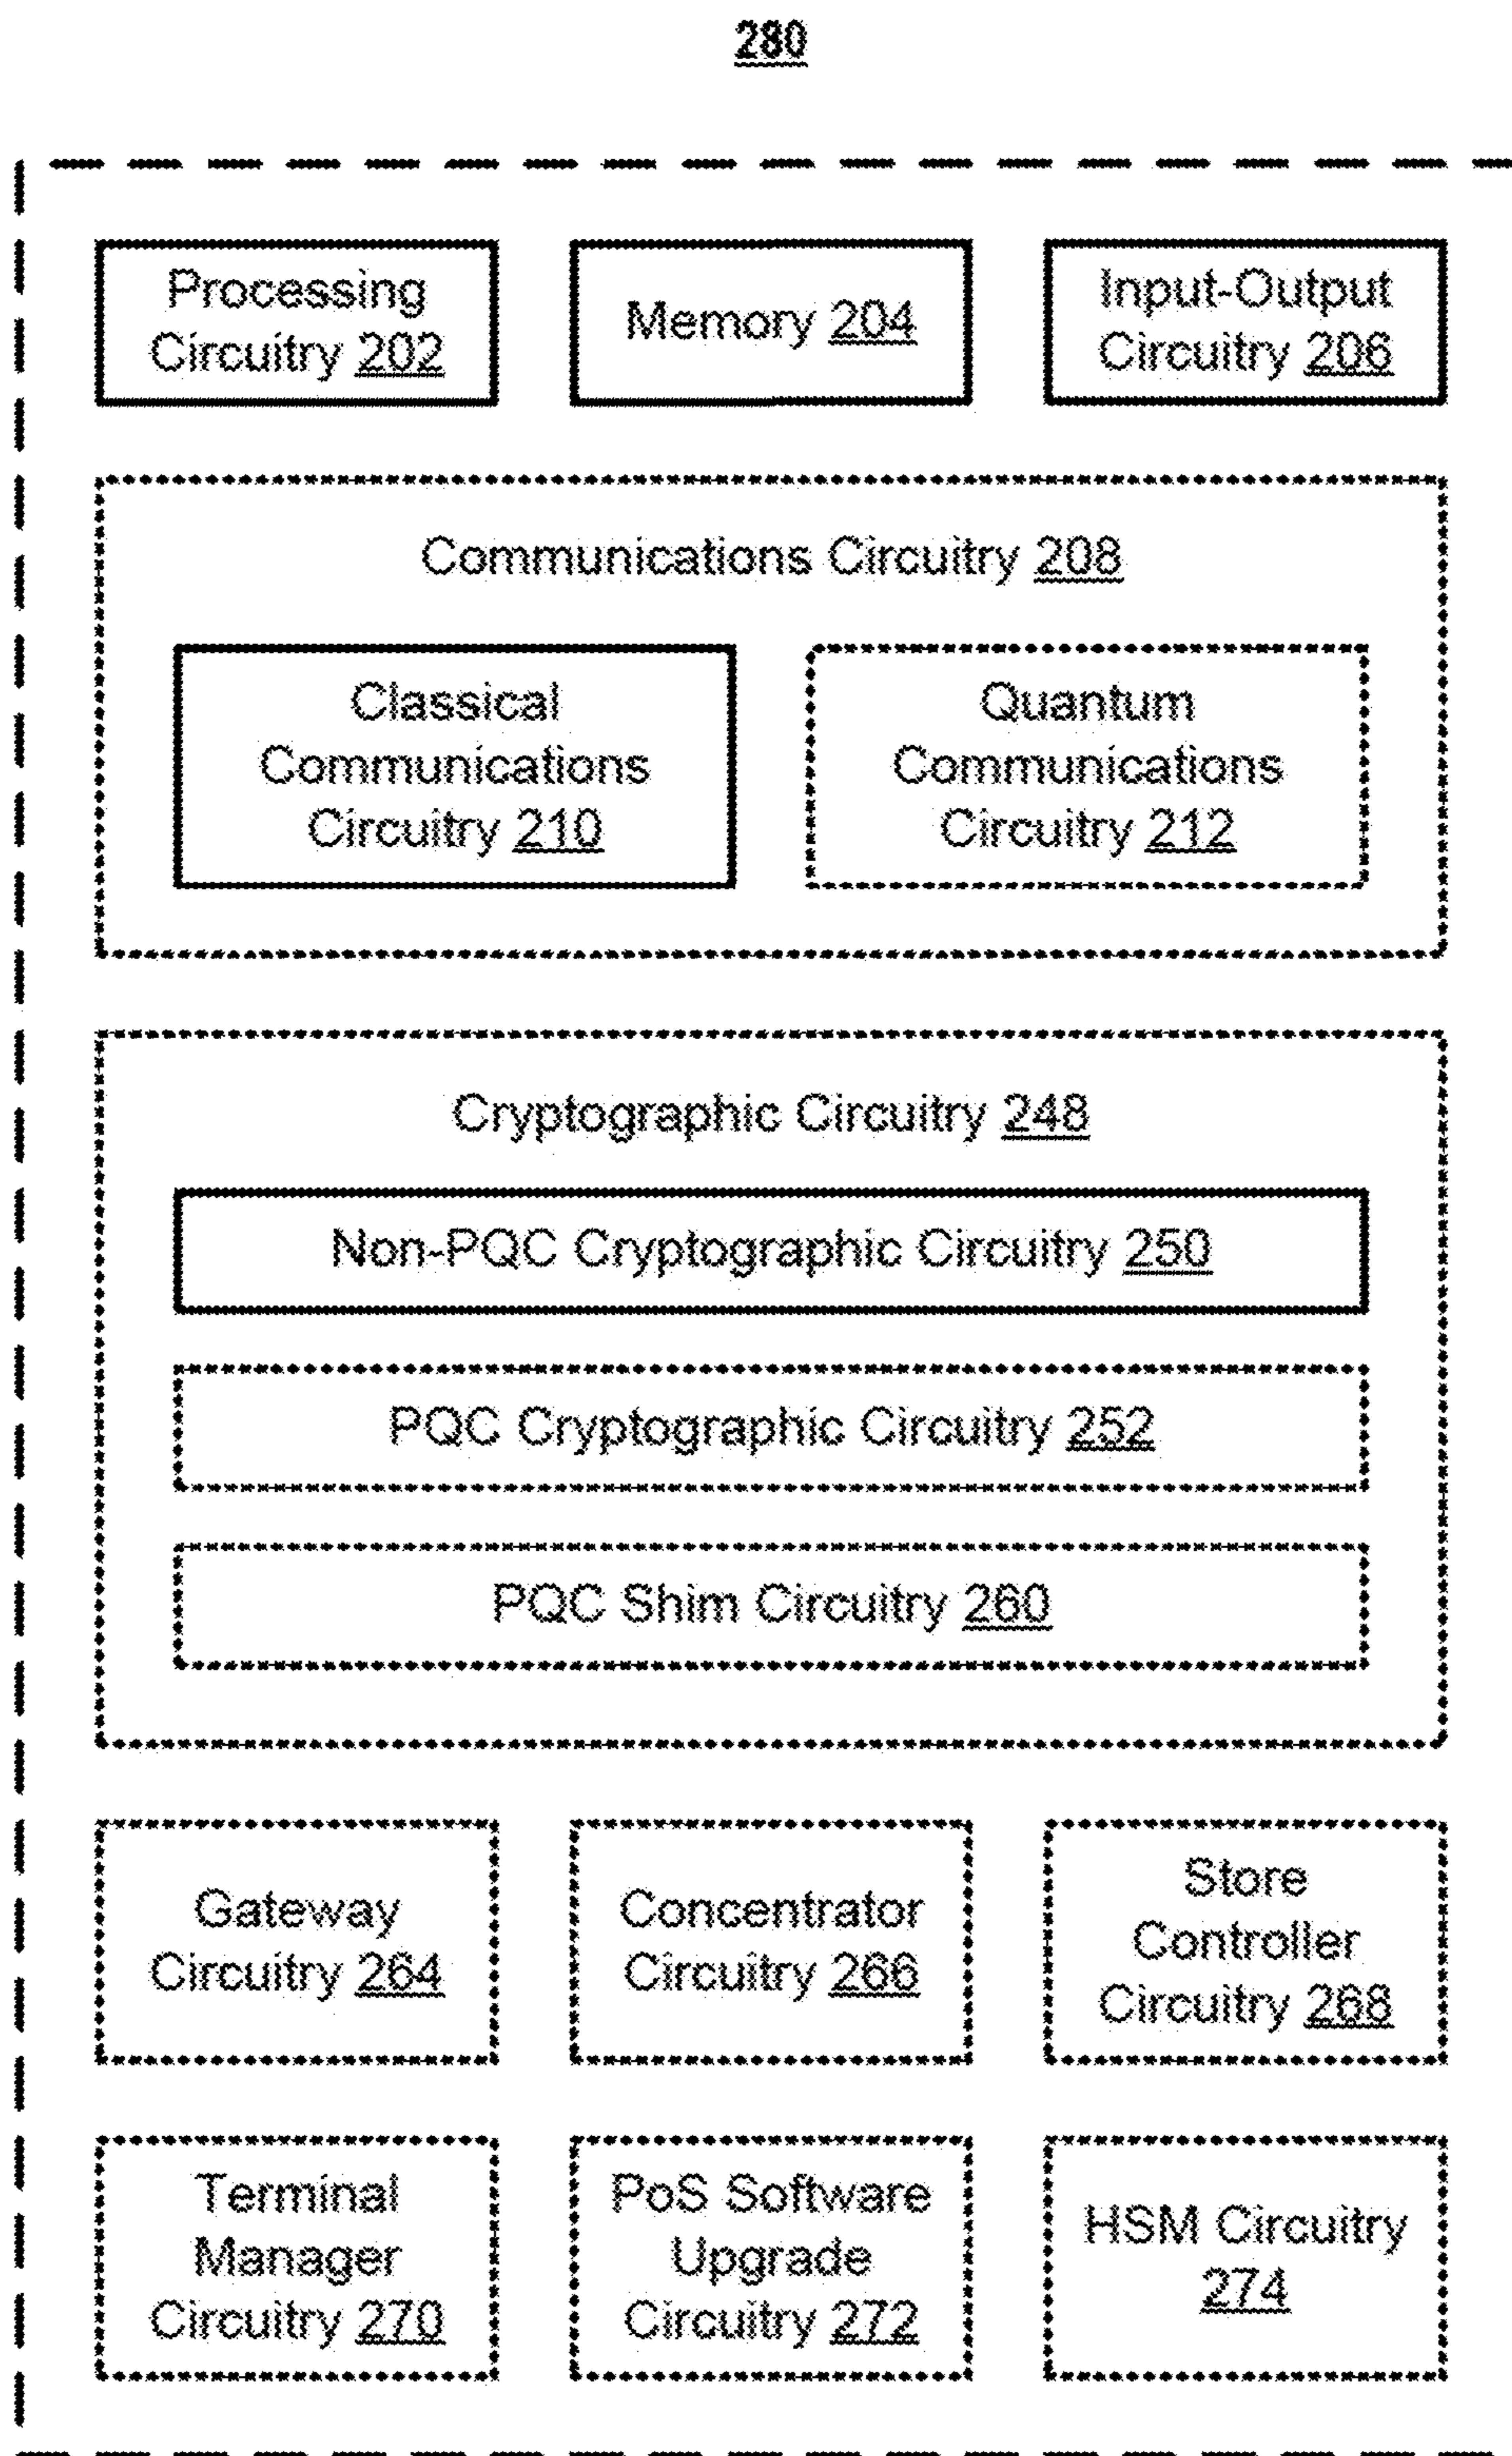 280
Processing
Circuitry 202
Memory 204
Input-Output
Circuitry 206
Communications Circuitry 208
Classical
Communications
Circuitry 210
Quantum
Communications
Circuitry 212
Cryptographic Circuitry 248
Non-PQC Cryptographic Circuitry 250
PQC Cryptographic Circuitry 252
PQC Shim Circuitry 260
Gateway
Circuitry 264
Concentrator
Circuitry 266
Store
Controller
Circuitry 268
Terminal
Manager
Circuitry 270
PoS Software
Upgrade
Circuitry 272
HSM Circuitry
274